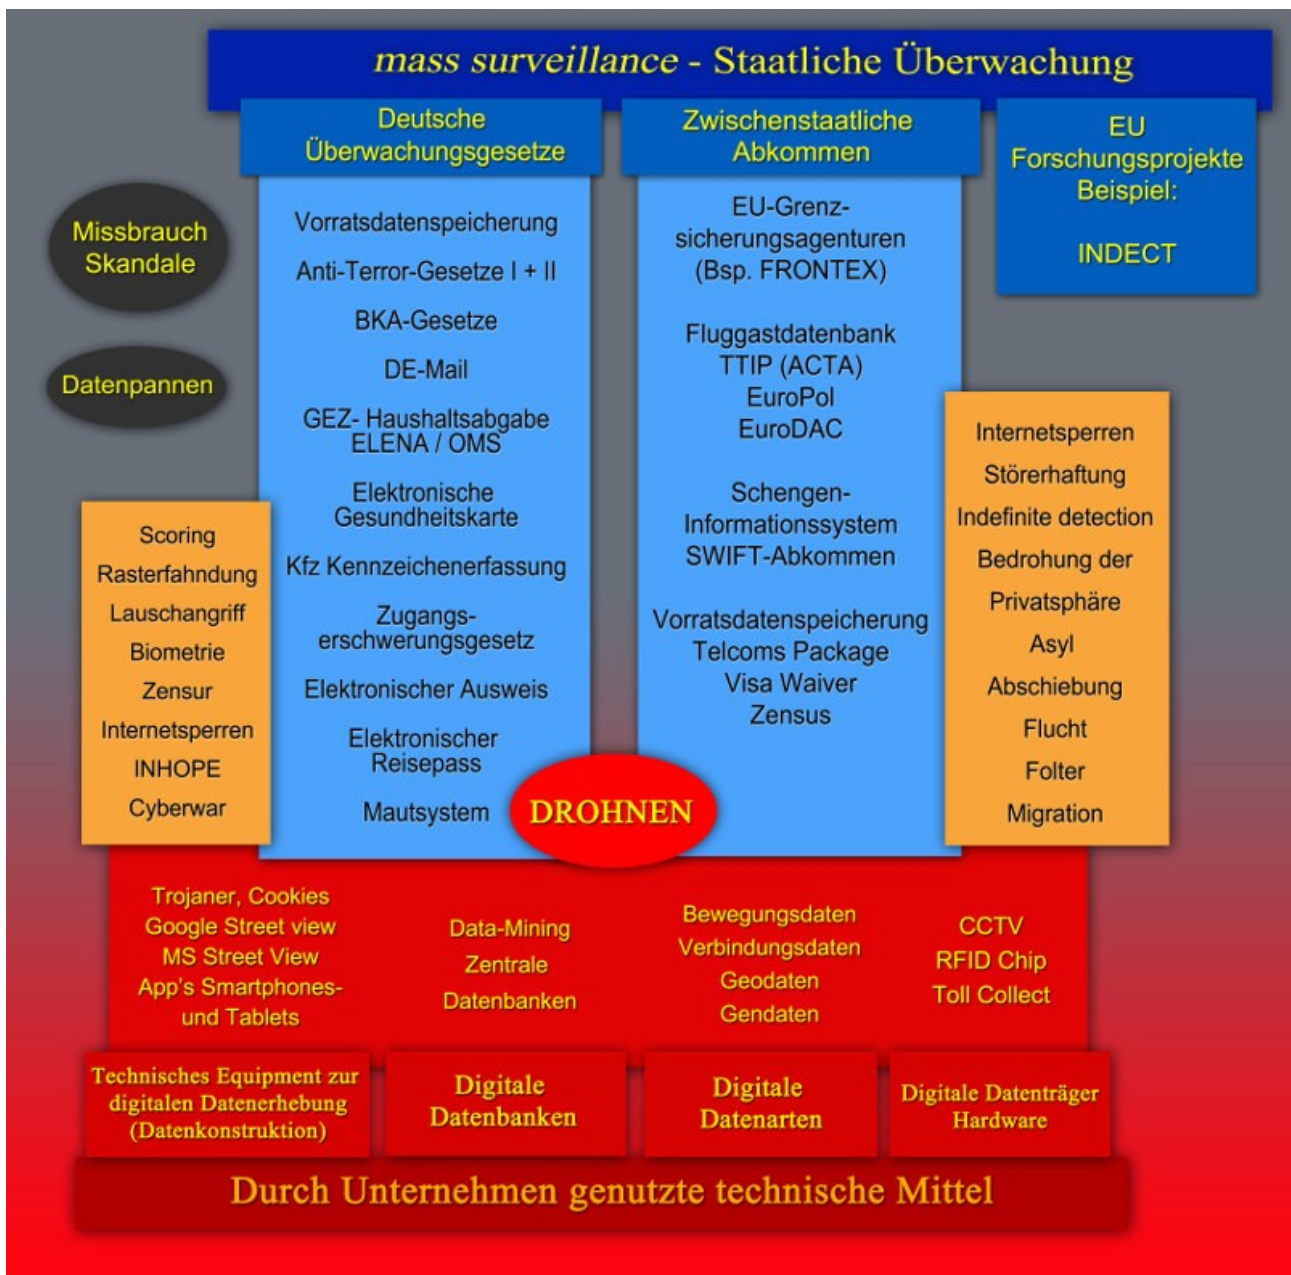 mass surveillance - Staatliche Überwachung
Deutsche
Überwachungsgesetze
Vorratsdatenspeicherung
Anti-Terror-Gesetze I + II
BKA-Gesetze
DE-Mail
GEZ- Haushaltsabgabe
ELENA / OMS
Elektronische
Gesundheitskarte
Kfz Kennzeichenerfassung
Zugangs-
erschwerungsgesetz
Elektronischer Ausweis
Elektronischer
Reisepass
Mautsystem
Zwischenstaatliche
Abkommen
EU-Grenz-
sicherungsagenturen
(Bsp. FRONTEX)
Fluggastdatenbank
TTIP (ACTA)
EuroPol
EuroDAC
Schengen-
Informationssystem
SWIFT-Abkommen
Vorratsdatenspeicherung
Telcoms Package
Visa Waiver
Zensus
EU
Forschungsprojekte
Beispiel:
INDECT
Missbrauch
Skandale
Datenpannen
Scoring
Rasterfahndung
Lauschangriff
Biometrie
Zensur
Internetsperren
INHOPE
Cyberwar
Internetsperren
Störerhaftung
Indefinite detection
Bedrohung der
Privatsphäre
Asyl
Abschiebung
Flucht
Folter
Migration
DROHNEN
Trojaner, Cookies
Google Street view
MS Street View
App's Smartphones-
und Tablets
Data-Mining
Zentrale
Datenbanken
Bewegungsdaten
Verbindungsdaten
Geodaten
Gendaten
CCTV
RFID Chip
Toll Collect
Technisches Equipment zur
digitalen Datenerhebung
(Datenkonstruktion)
Digitale
Datenbanken
Digitale
Datenarten
Digitale Datenträger
Hardware
Durch Unternehmen genutzte technische Mittel